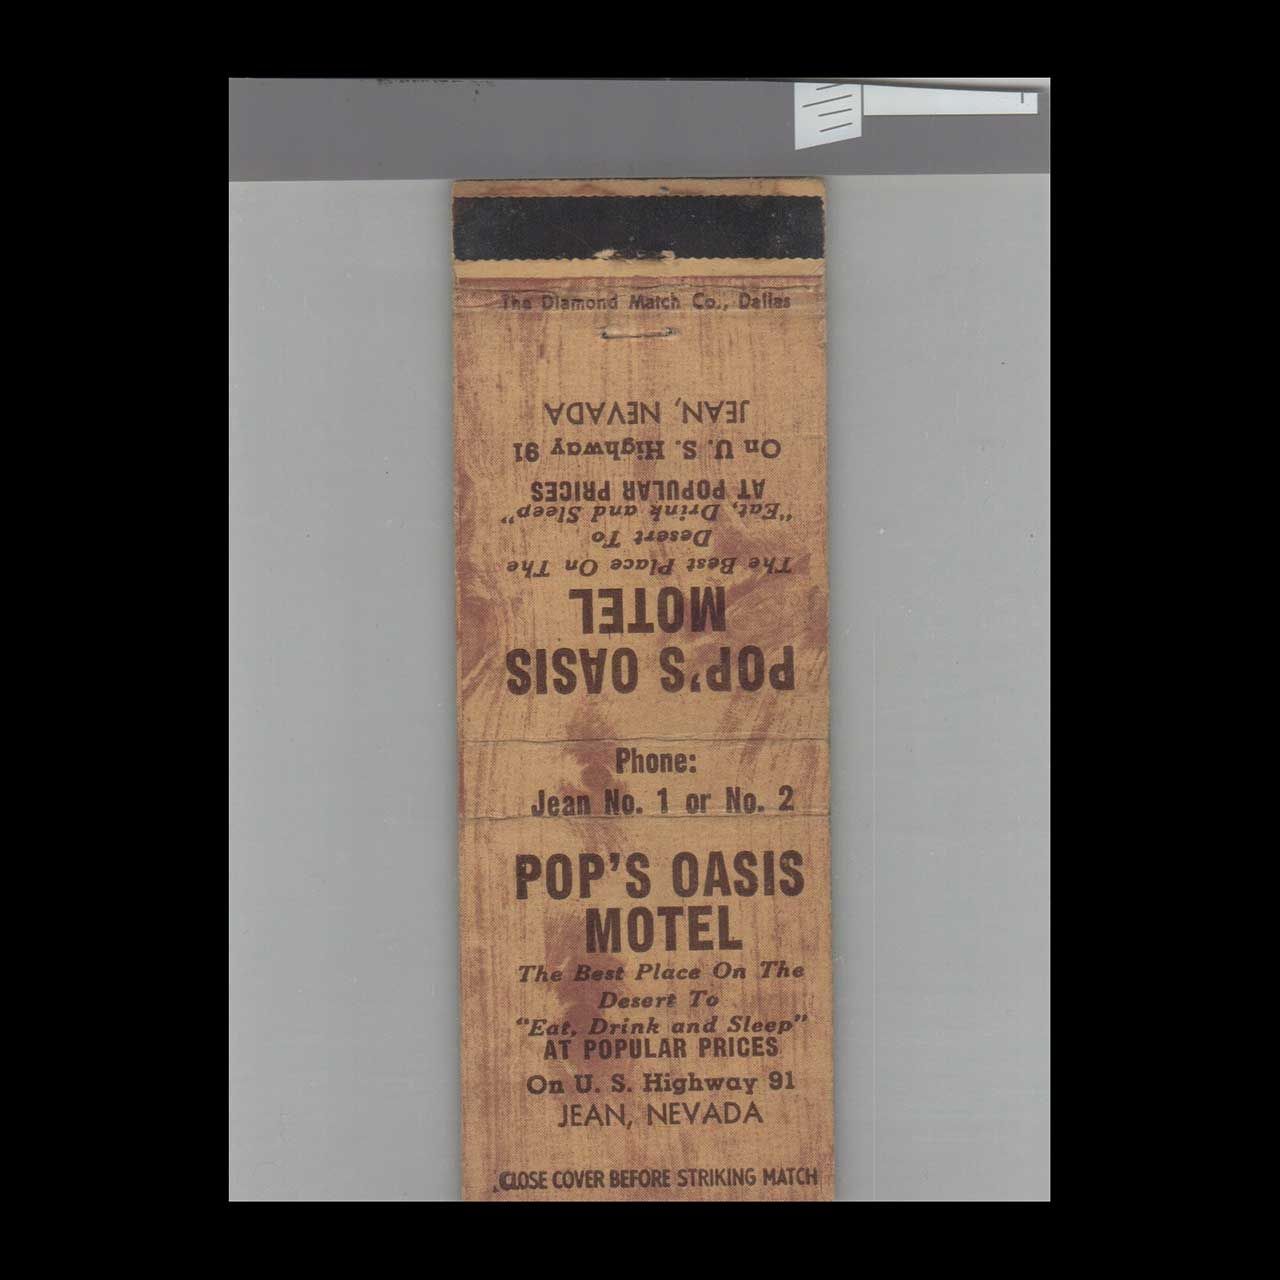 The Diamond Match Co., Dallas
POP'S OASIS
MOTEL
The Best Place On The
Desert To
"Eat, Drink and Sleep"
AT POPULAR PRICES
On U. S. Highway 91
JEAN, NEVADA
Phone:
Jean No. 1 or No. 2
POP'S OASIS
MOTEL
The Best Place On The
Desert To
"Eat, Drink and Sleep"
AT POPULAR PRICES
On U. S. Highway 91
JEAN, NEVADA
CLOSE COVER BEFORE STRIKING MATCH